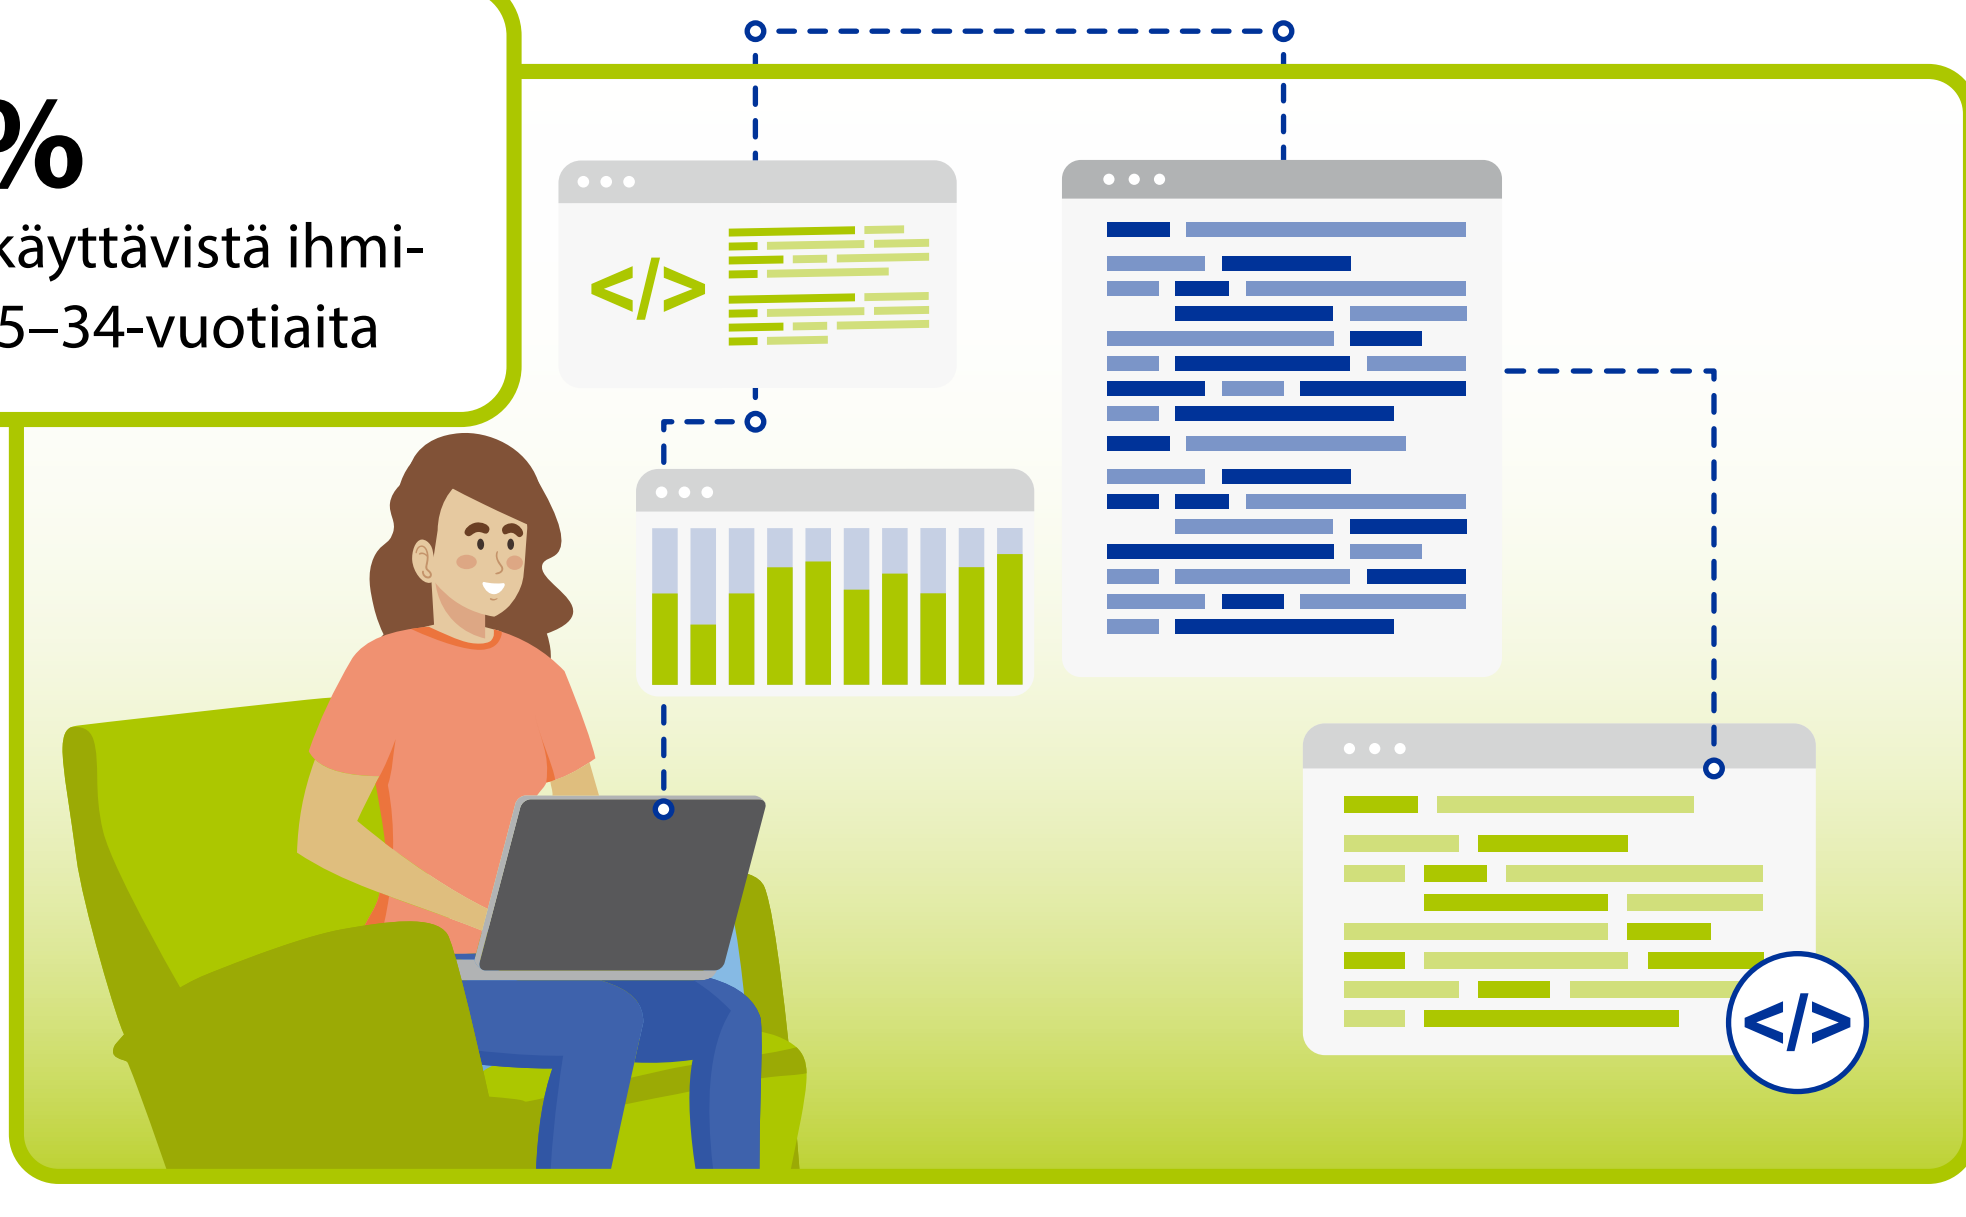 %
käyttävistä ihmi-
5–34-vuotiaita
</>
</>